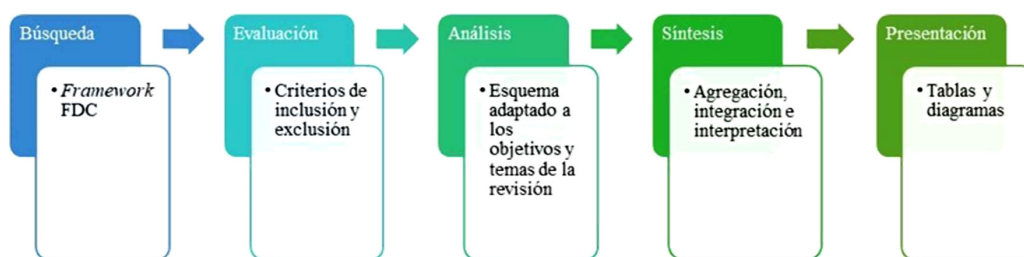 Búsqueda
• Framework
FDC
Evaluación
• Criterios de
inclusión y
exclusión
Análisis
• Esquema
adaptado a
los
objetivos y
temas de la
revisión
Síntesis
• Agregación,
integración e
interpretación
Presentación
• Tablas y
diagramas